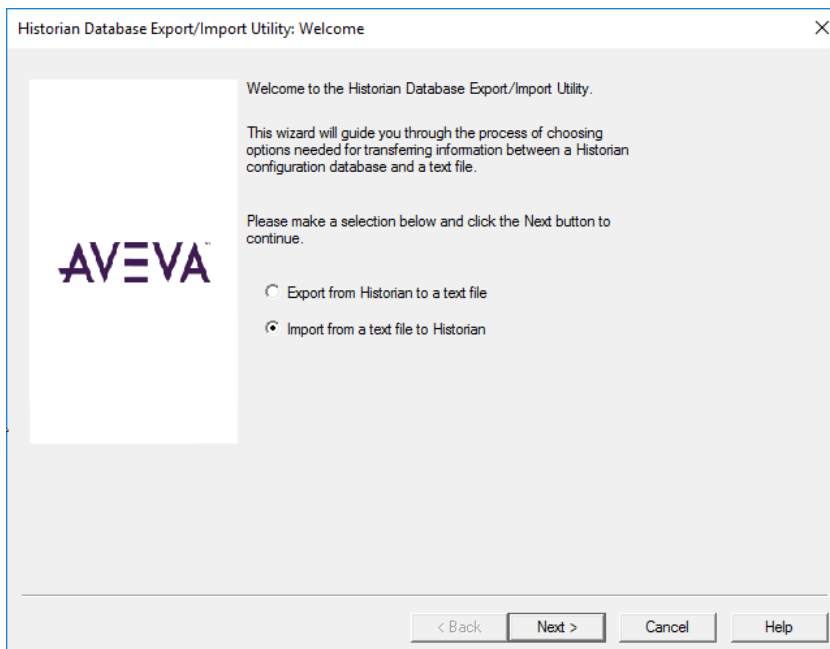 Historian Database Export/Import Utility: Welcome
Welcome to the Historian Database Export/Import Utility.
This wizard will guide you through the process of choosing
options needed for transferring information between a Historian
configuration database and a text file.
Please make a selection below and click the Next button to
continue.
AVEVA™
Export from Historian to a text file
Import from a text file to Historian
< Back
Next >
Cancel
Help